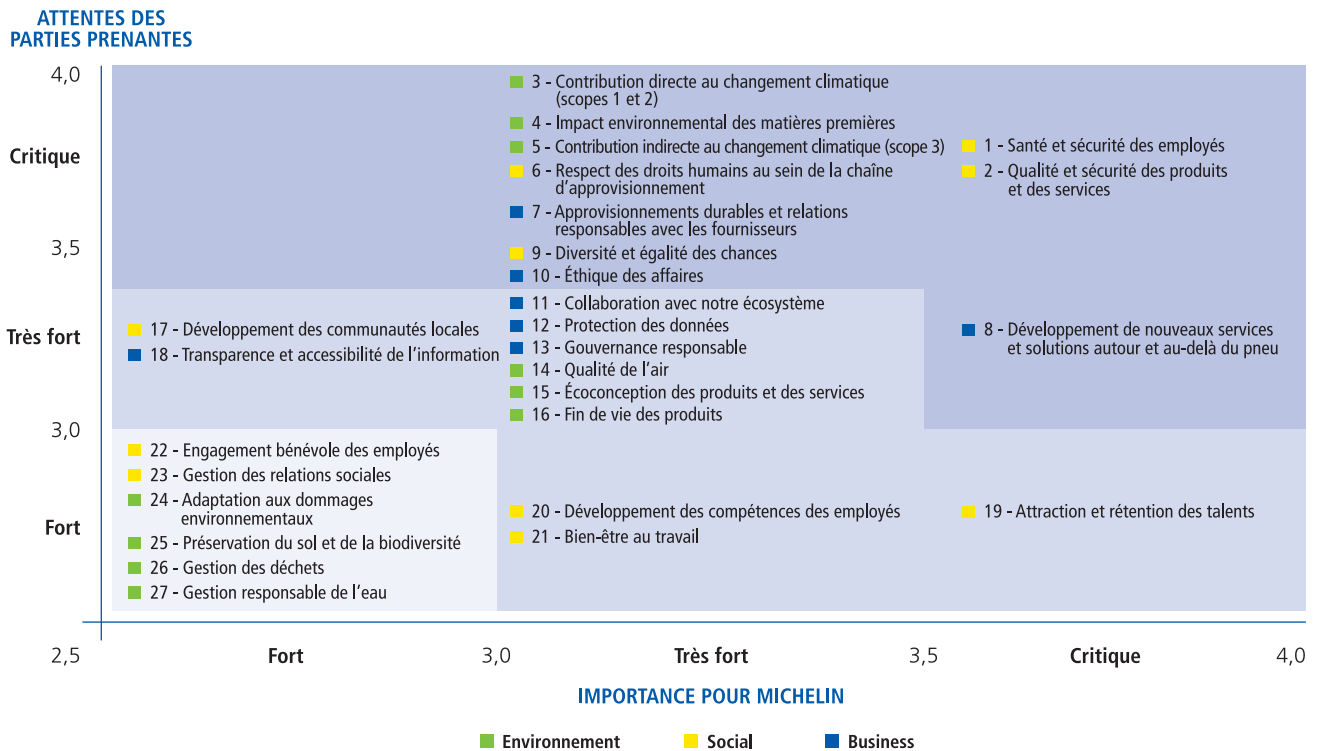 ATTENTES DES
PARTIES PRENANTES
4,0
Critique
3,5
Très fort
3,0
Fort
3 - Contribution directe au changement climatique
(scopes 1 et 2)
4 - Impact environnemental des matières premières
5 - Contribution indirecte au changement climatique (scope 3)
6 - Respect des droits humains au sein de la chaîne
d'approvisionnement
7 - Approvisionnements durables et relations
responsables avec les fournisseurs
9 - Diversité et égalité des chances
10 - Éthique des affaires
1 - Santé et sécurité des employés
2 - Qualité et sécurité des produits
et des services
17 - Développement des communautés locales
18 - Transparence et accessibilité de l'information
11 - Collaboration avec notre écosystème
12 - Protection des données
13 - Gouvernance responsable
14 - Qualité de l'air
15 - Écoconception des produits et des services
16 - Fin de vie des produits
8 - Développement de nouveaux services
et solutions autour et au-delà du pneu
22 - Engagement bénévole des employés
23 - Gestion des relations sociales
24 - Adaptation aux dommages
environnementaux
25 - Préservation du sol et de la biodiversité
26 - Gestion des déchets
27 - Gestion responsable de l'eau
20 - Développement des compétences des employés
21 - Bien-être au travail
19 - Attraction et rétention des talents
2,5
Fort
3,0
Très fort
3,5
Critique
4,0
IMPORTANCE POUR MICHELIN
Environnement
Social
Business